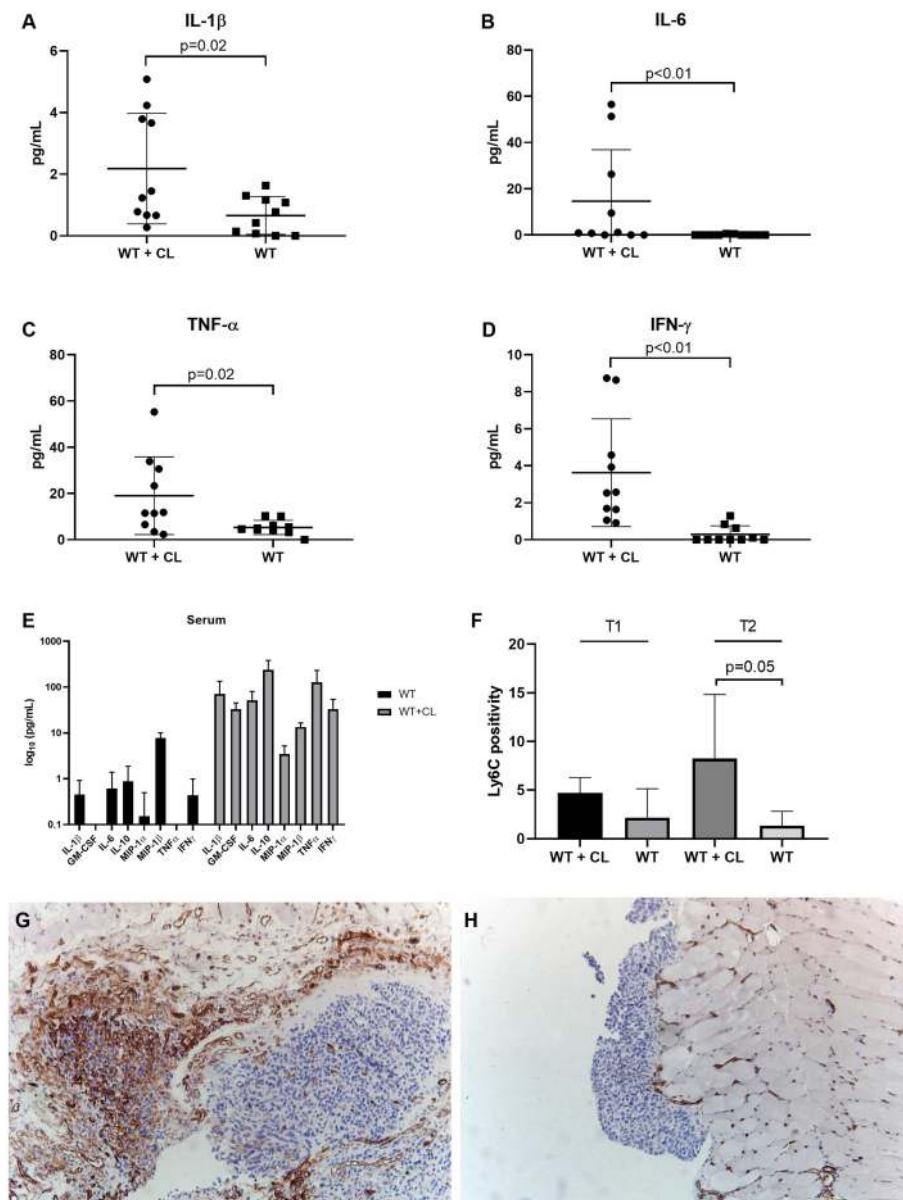 A
IL-1β
p=0.02
pg/mL
6
4
2
0
WT + CL
WT
B
IL-6
p<0.01
pg/mL
80
60
40
20
0
WT + CL
WT
C
TNF-α
p=0.02
pg/mL
80
60
40
20
0
WT + CL
WT
D
IFN-γ
p<0.01
pg/mL
10
8
6
4
2
0
WT + CL
WT
E
Serum
log₁₀ (pg/mL)
1000
100
10
1
0.1
IL-1β
GM-CSF
IL-6
IL-10
MIP-1α
MIP-1β
TNFα
IFNγ
IL-1β
GM-CSF
IL-6
IL-10
MIP-1α
MIP-1β
TNFα
IFNγ
WT
WT+CL
F
T1
T2
p=0.05
Ly6C positivity
20
15
10
5
0
WT + CL
WT
WT + CL
WT
G
H